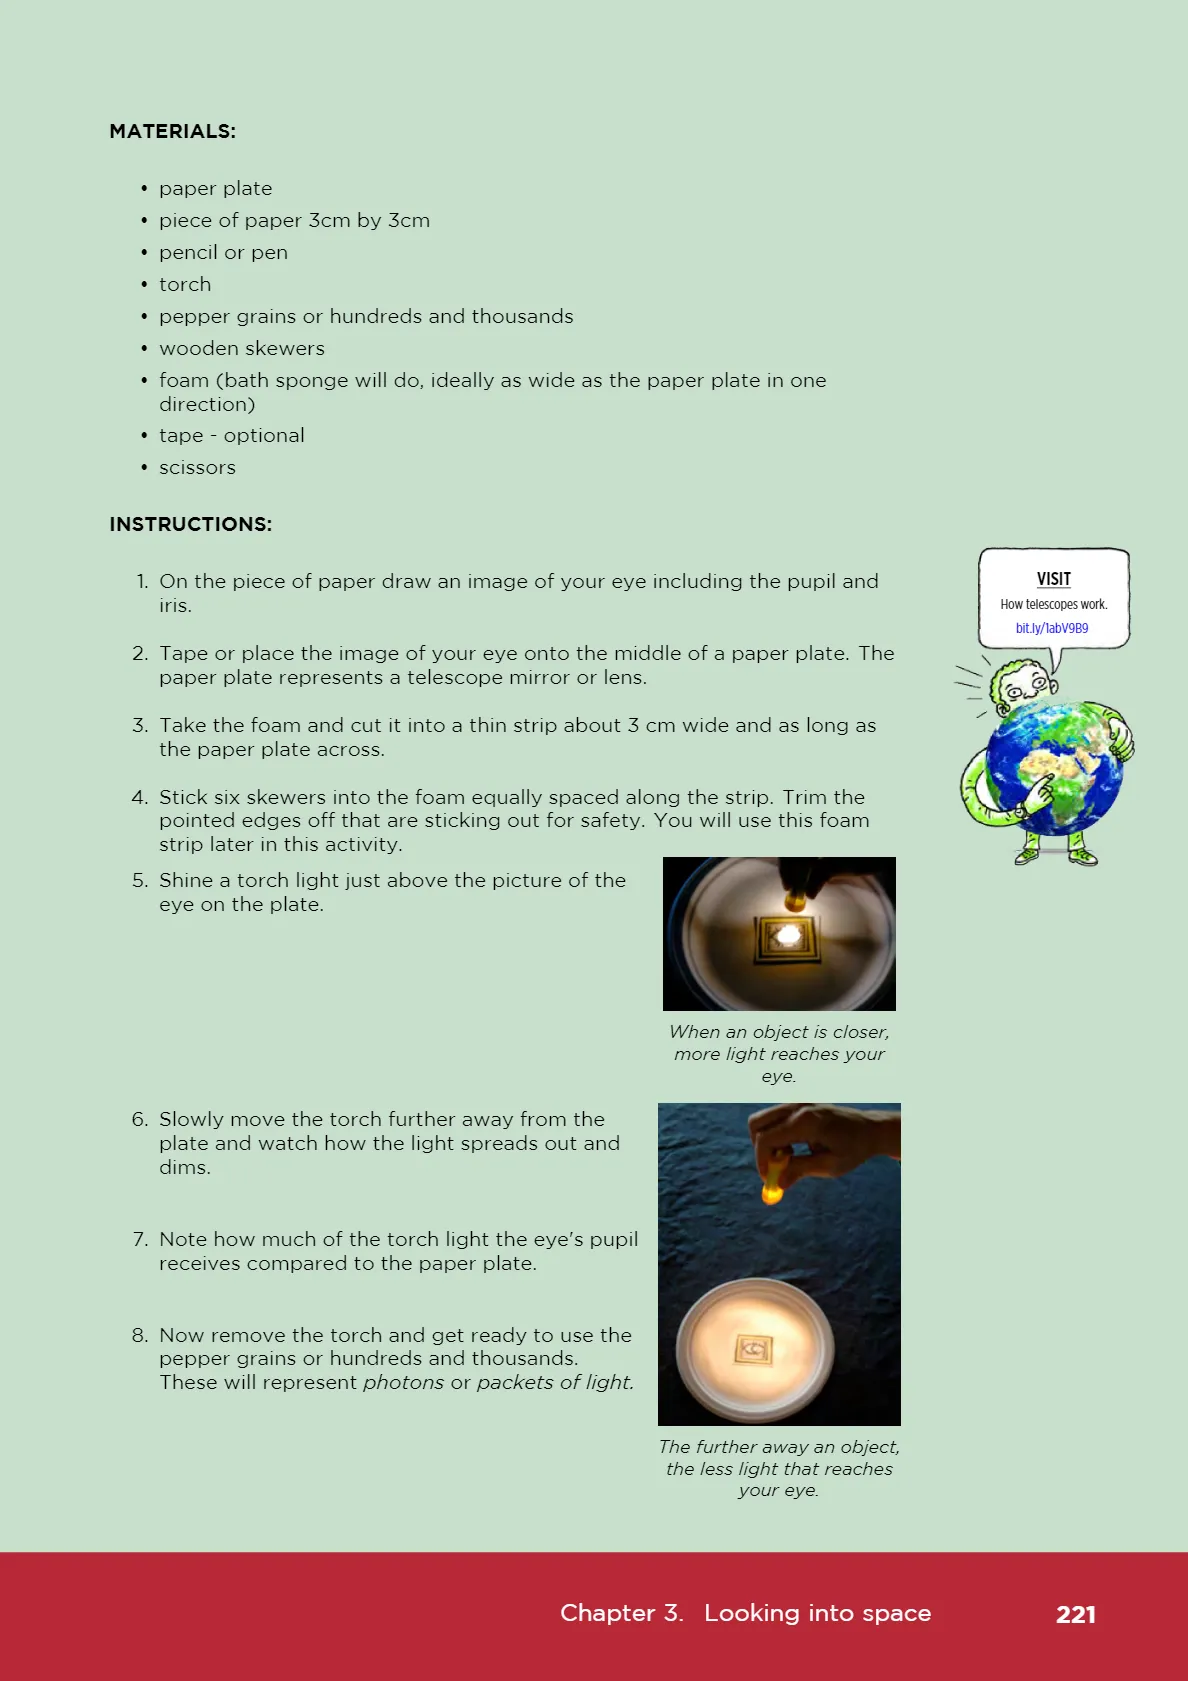 MATERIALS:
• paper plate
• piece of paper 3cm by 3cm
• pencil or pen
• torch
• pepper grains or hundreds and thousands
• wooden skewers
• foam (bath sponge will do, ideally as wide as the paper plate in one
direction)
• tape - optional
• scissors
INSTRUCTIONS:
1. On the piece of paper draw an image of your eye including the pupil and
iris.
2. Tape or place the image of your eye onto the middle of a paper plate. The
paper plate represents a telescope mirror or lens.
3. Take the foam and cut it into a thin strip about 3 cm wide and as long as
the paper plate across.
4. Stick six skewers into the foam equally spaced along the strip. Trim the
pointed edges off that are sticking out for safety. You will use this foam
strip later in this activity.
VISIT
How telescopes work.
bit.ly/1abV9B9
5. Shine a torch light just above the picture of the
eye on the plate.
When an object is closer,
more light reaches your
eye.
6. Slowly move the torch further away from the
plate and watch how the light spreads out and
dims.
7. Note how much of the torch light the eye's pupil
receives compared to the paper plate.
8. Now remove the torch and get ready to use the
pepper grains or hundreds and thousands.
These will represent photons or packets of light.
The further away an object,
the less light that reaches
your eye.
Chapter 3. Looking into space
221